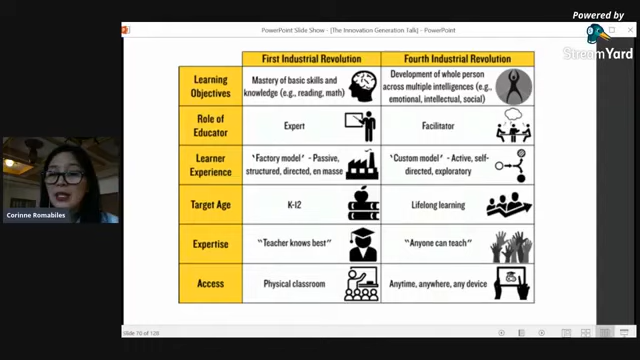 PowerPoint Slide Show - [The Innovation Generation Talk] - PowerPoint
Powered by
StreamYard
First Industrial Revolution
Fourth Industrial Revolution
Learning
Objectives
Mastery of basic skills and
knowledge (e.g., reading, math)
Development of whole person
across multiple intelligences (e.g.,
emotional, intellectual, social)
Role of
Educator
Expert
Facilitator
Learner
Experience
'Factory model' - Passive,
structured, directed, en masse
'Custom model' - Active, self-
directed, exploratory
Target Age
K-12
Lifelong learning
Expertise
"Teacher knows best"
"Anyone can teach"
Access
Physical classroom
Anytime, anywhere, any device
Corinne Romabiles
Slide 70 of 128